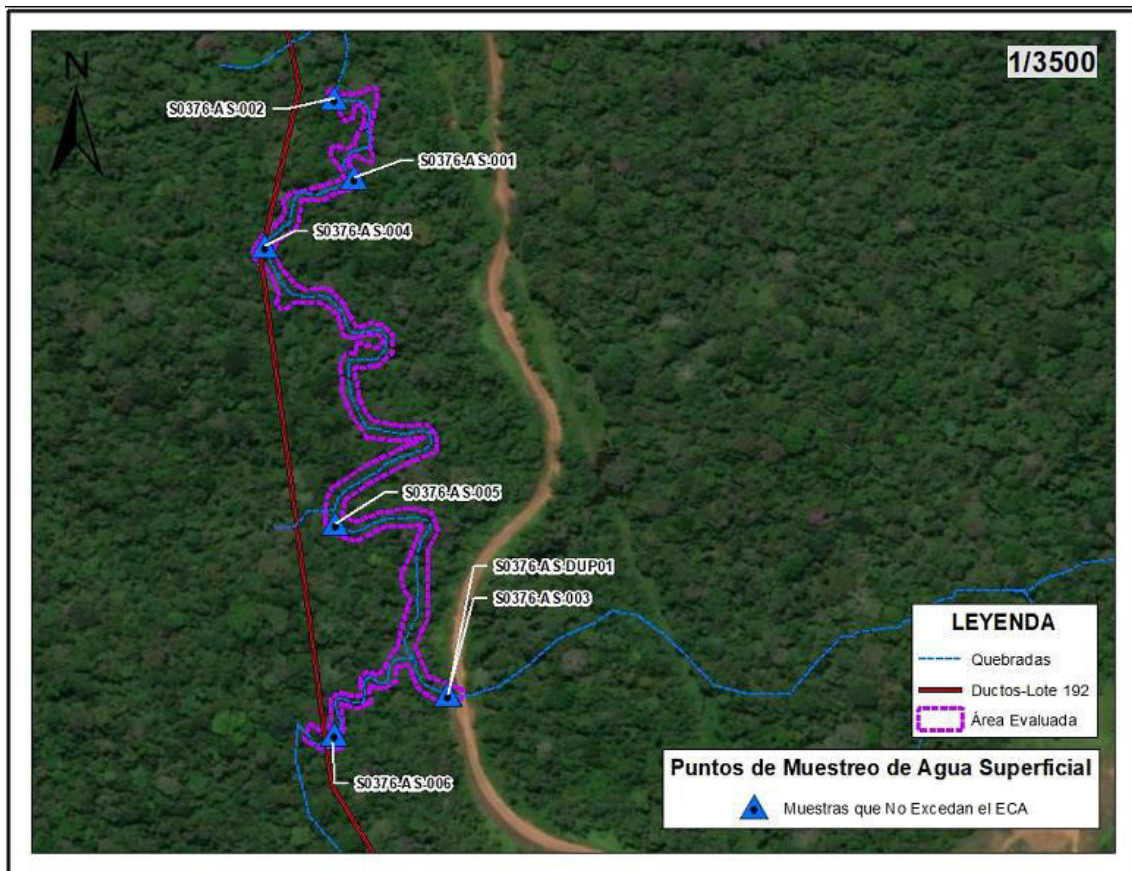 N
1/3500
S0376-AS-002
S0376-AS-001
S0376-AS-004
S0376-AS-005
S0376-AS-DUP01
S0376-AS-003
S0376-AS-006
LEYENDA
Quebradas
Ductos-Lote 192
Área Evaluada
Puntos de Muestreo de Agua Superficial
Muestras que No Excedan el ECA